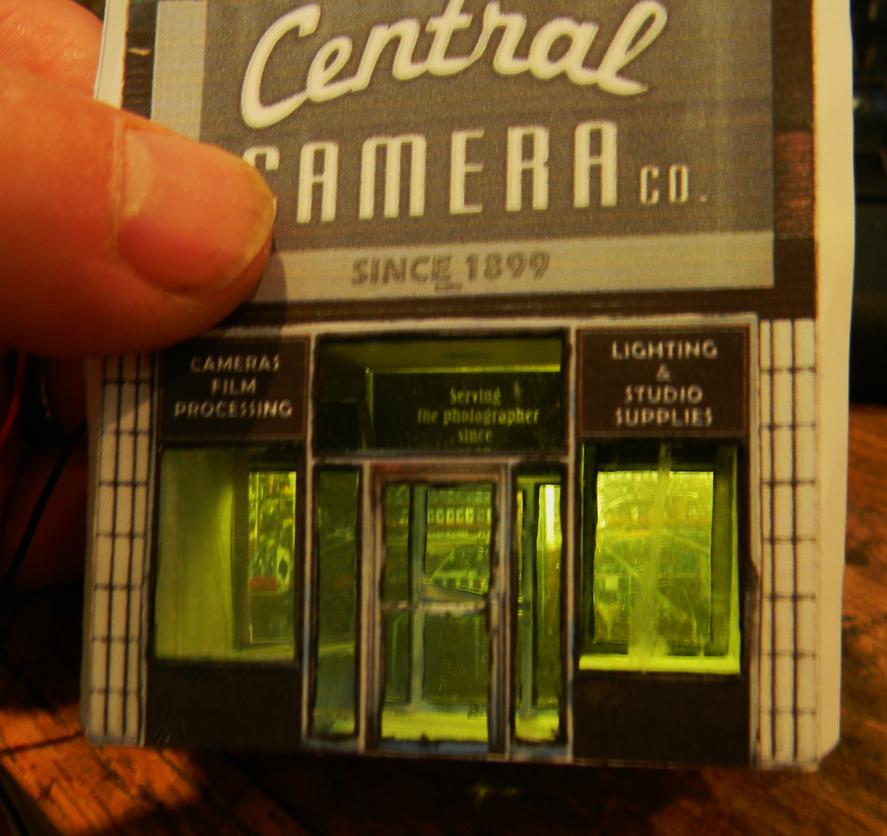 Central
CAMERA CO.
SINCE 1899
CAMERAS
FILM
PROCESSING
Serving
the photographer
since
LIGHTING
&
STUDIO
SUPPLIES